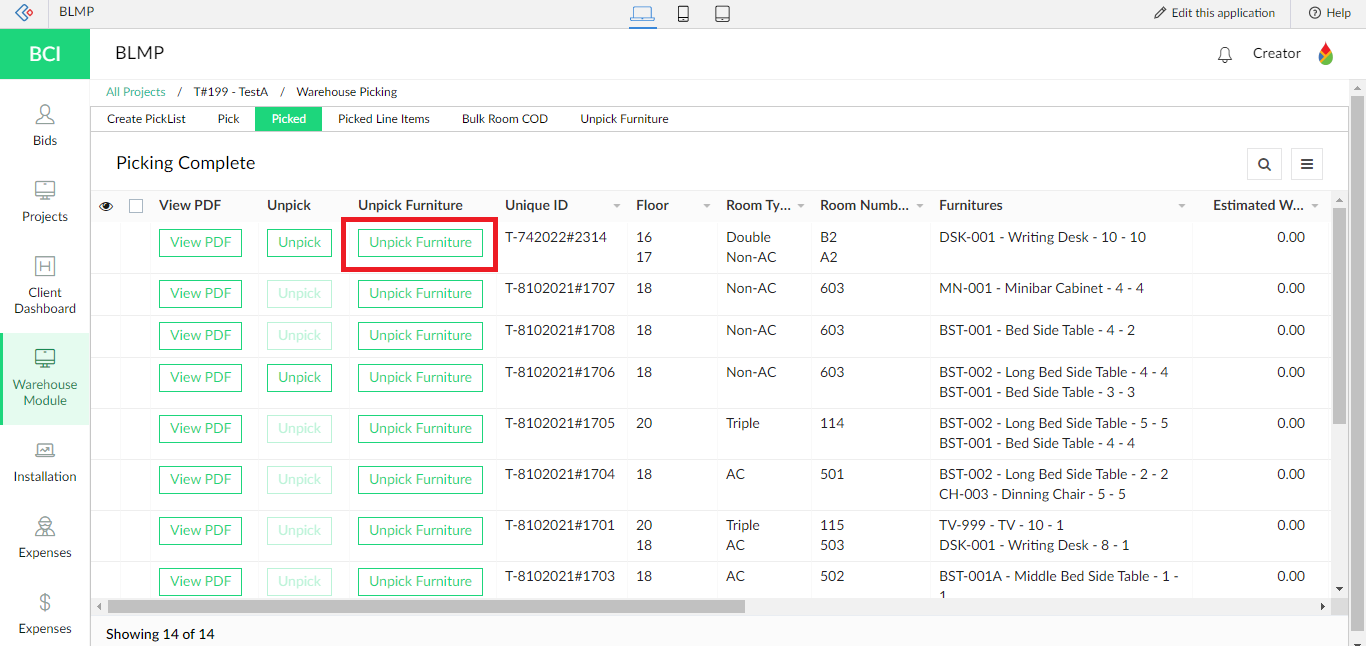 BLMP
Edit this application
Help
BCI
BLMP
Creator
Bids
Projects
Client
Dashboard
Warehouse
Module
Installation
Expenses
Expenses
All Projects / T#199 - TestA / Warehouse Picking
Create PickList Pick Picked Picked Line Items Bulk Room COD Unpick Furniture
Picking Complete
View PDF Unpick Unpick Furniture Unique ID Floor Room Ty... Room Numb... Furnitures Estimated W...
View PDF Unpick Unpick Furniture T-742022#2314 16 Double B2 DSK-001 - Writing Desk - 10 - 10 0.00
17 Non-AC A2
View PDF Unpick Unpick Furniture T-8102021#1707 18 Non-AC 603 MN-001 - Minibar Cabinet - 4 - 4 0.00
View PDF Unpick Unpick Furniture T-8102021#1708 18 Non-AC 603 BST-001 - Bed Side Table - 4 - 2 0.00
View PDF Unpick Unpick Furniture T-8102021#1706 18 Non-AC 603 BST-002 - Long Bed Side Table - 4 - 4 0.00
BST-001 - Bed Side Table - 3 - 3
View PDF Unpick Unpick Furniture T-8102021#1705 20 Triple 114 BST-002 - Long Bed Side Table - 5 - 5 0.00
BST-001 - Bed Side Table - 4 - 4
View PDF Unpick Unpick Furniture T-8102021#1704 18 AC 501 BST-002 - Long Bed Side Table - 2 - 2 0.00
CH-003 - Dinning Chair - 5 - 5
View PDF Unpick Unpick Furniture T-8102021#1701 20 Triple 115 TV-999 - TV - 10 - 1 0.00
18 AC 503 DSK-001 - Writing Desk - 8 - 1
View PDF Unpick Unpick Furniture T-8102021#1703 18 AC 502 BST-001A - Middle Bed Side Table - 1 - 0.00
1
Showing 14 of 14